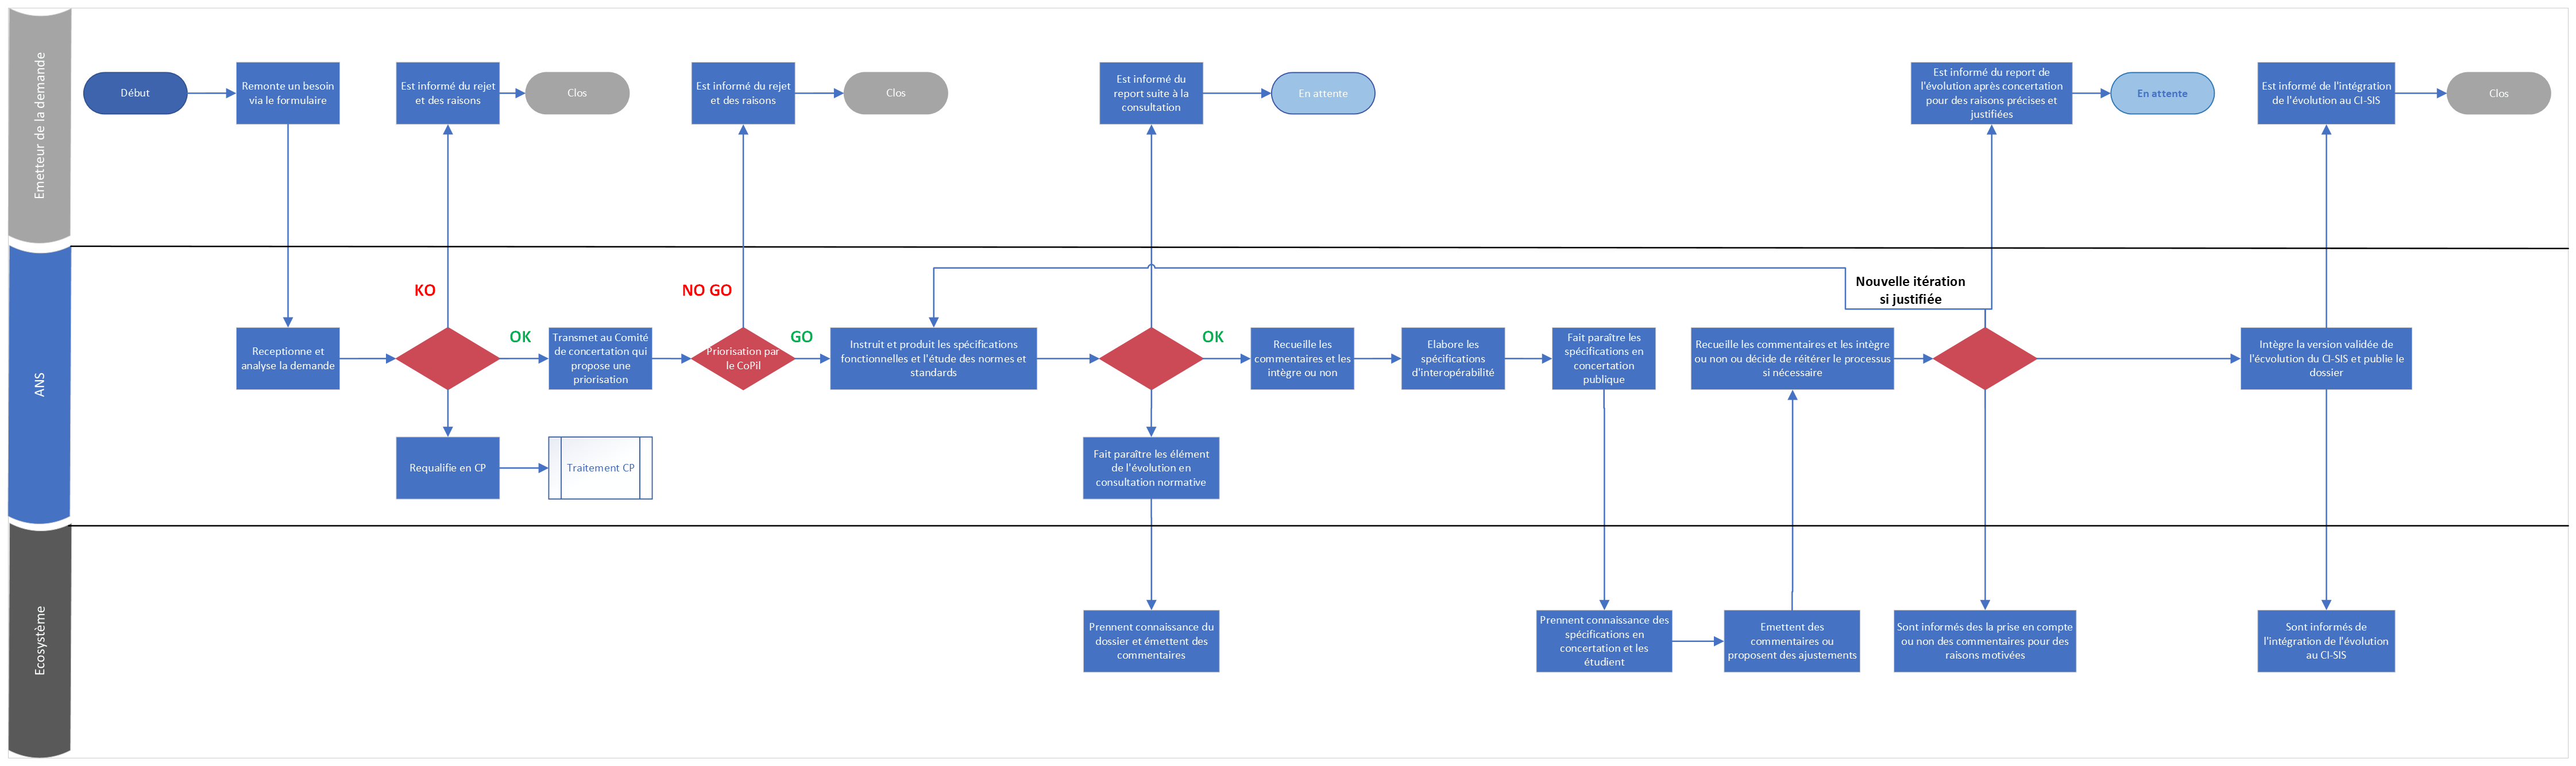 Emetteur de la demande
Début
Remonte un besoin
via le formulaire
Est informé du rejet
et des raisons
Clos
Est informé du rejet
et des raisons
Clos
Est informé du
report suite à la
consultation
En attente
Est informé du report de
l'évolution après concertation
pour des raisons précises et
justifiées
En attente
Est informé de l'intégration
de l'évolution au CI-SIS
Clos
ANS
KO
NO GO
Nouvelle itération
si justifiée
OK
GO
OK
Receptionne et
analyse la demande
Transmet au Comité
de concertation qui
propose une
priorisation
Priorisation par
le CoPil
Instruit et produit les spécifications
fonctionnelles et l'étude des normes et
standards
Recueille les
commentaires et les
intègre ou non
Elabore les
spécifications
d'interopérabilité
Fait paraître les
spécifications en
concertation
publique
Recueille les commentaires et les intègre
ou non ou décide de réitérer le processus
si nécessaire
Intègre la version validée de
l'écvolution du CI-SIS et publie le
dossier
Requalifie en CP
Traitement CP
Fait paraître les élément
de l'évolution en
consultation normative
Ecosystème
Prennent connaissance du
dossier et émettent des
commentaires
Prennent connaissance des
spécifications en
concertation et les
étudient
Emettent des
commentaires ou
proposent des ajustements
Sont informés des la prise en compte
ou non des commentaires pour des
raisons motivées
Sont informés de
l'intégration de l'évolution
au CI-SIS